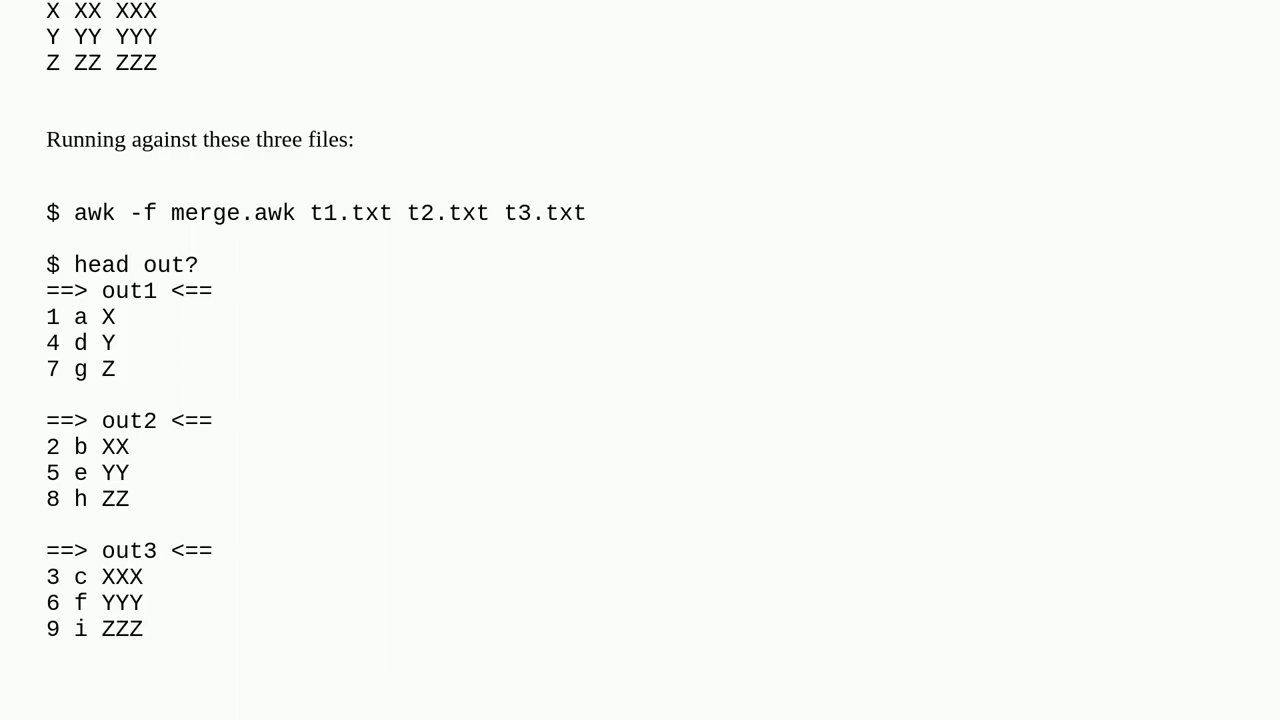 X XX XXX
Y YY YYY
Z ZZ ZZZ
Running against these three files:
$ awk -f merge.awk t1.txt t2.txt t3.txt
$ head out?
==> out1 <==
1 a X
4 d Y
7 g Z
==> out2 <==
2 b XX
5 e YY
8 h ZZ
==> out3 <==
3 c XXX
6 f YYY
9 i ZZZ